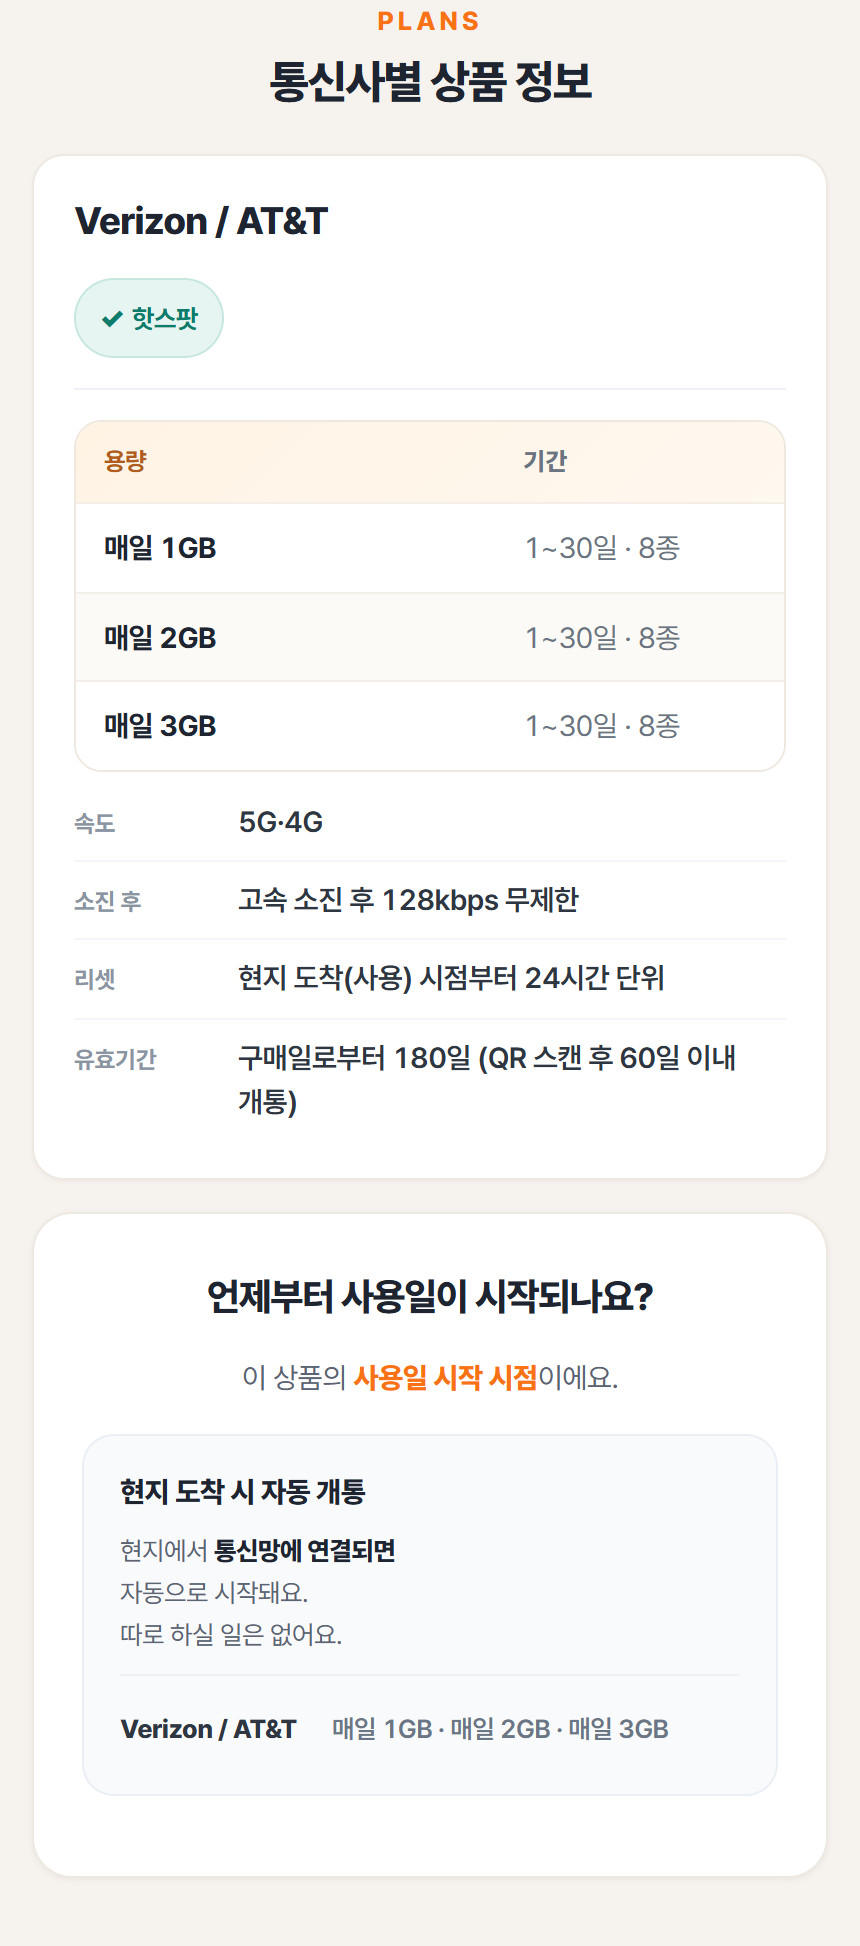 PLANS
통신사별 상품 정보
Verizon / AT&T
✓ 핫스팟
용량 기간
매일 1GB 1~30일 · 8종
매일 2GB 1~30일 · 8종
매일 3GB 1~30일 · 8종
속도 5G·4G
소진 후 고속 소진 후 128kbps 무제한
리셋 현지 도착(사용) 시점부터 24시간 단위
유효기간 구매일로부터 180일 (QR 스캔 후 60일 이내
개통)
언제부터 사용일이 시작되나요?
이 상품의 사용일 시작 시점이에요.
현지 도착 시 자동 개통
현지에서 통신망에 연결되면
자동으로 시작돼요.
따로 하실 일은 없어요.
Verizon / AT&T 매일 1GB · 매일 2GB · 매일 3GB